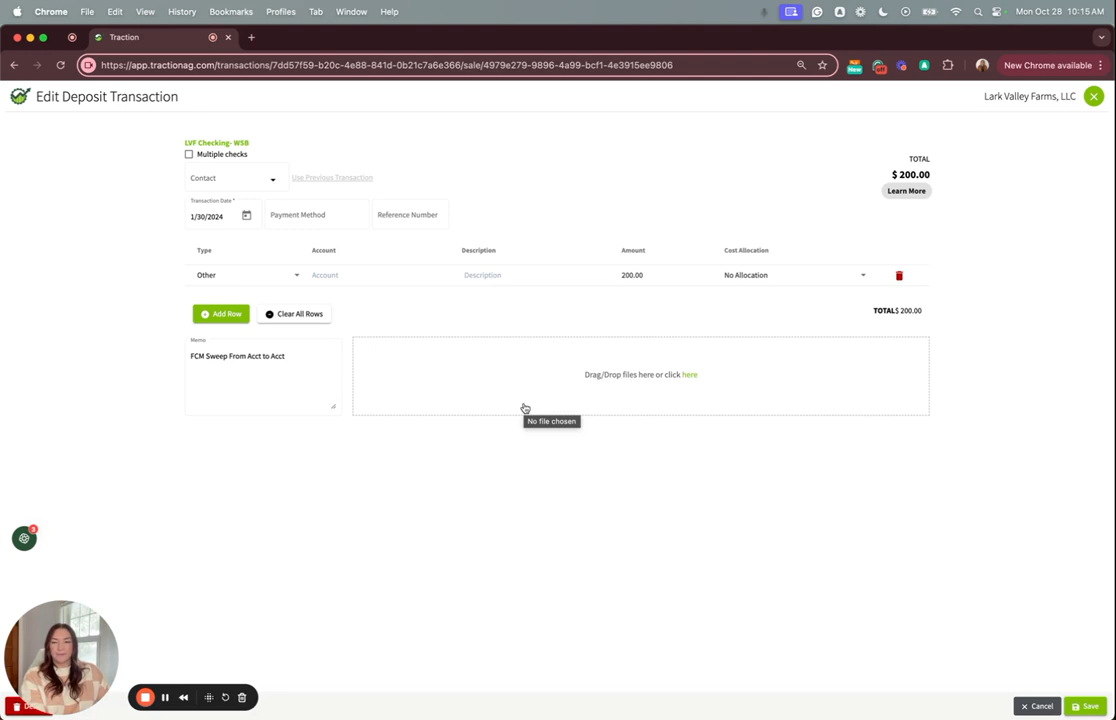 Chrome File Edit View History Bookmarks Profiles Tab Window Help Mon Oct 28 10:15 AM
Traction
https://app.tractionag.com/transactions/7dd57f59-b20c-4e88-841d-0b21c7a6e366/sale/4979e279-9896-4a99-bcf1-4e3915ee9806 New New Chrome available
Edit Deposit Transaction Lark Valley Farms, LLC
LVF Checking- WSB
Multiple checks
TOTAL
$ 200.00
Learn More
Contact Use Previous Transaction
Transaction Date *
1/30/2024 Payment Method Reference Number
Type Account Description Amount Cost Allocation
Other Account Description 200.00 No Allocation
Add Row Clear All Rows TOTAL$ 200.00
Memo
FCM Sweep From Acct to Acct
Drag/Drop files here or click here
No file chosen
3
Cancel Save